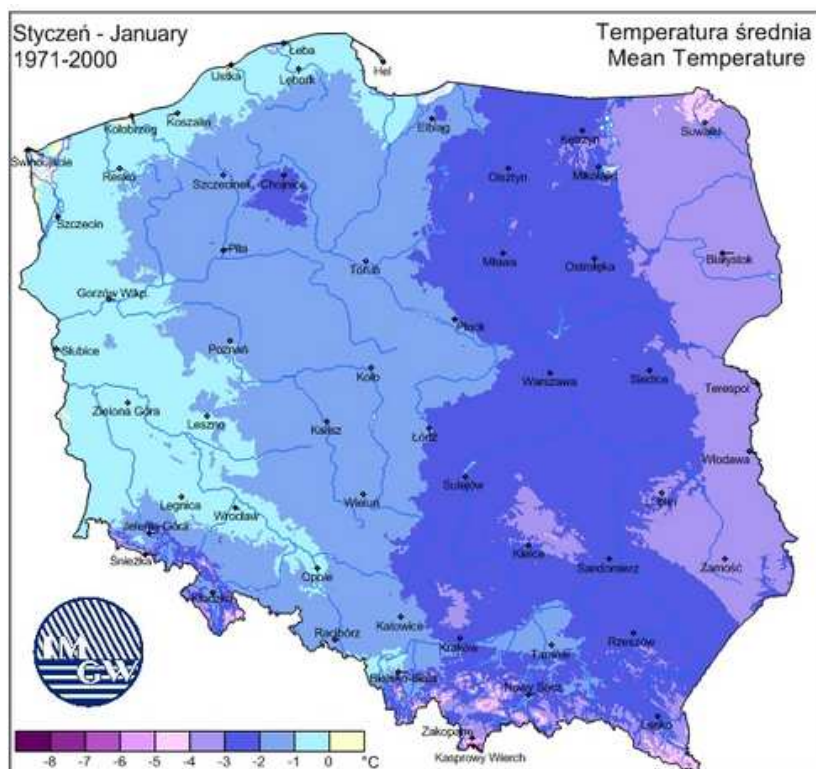 Styczeń - January
1971-2000
Temperatura średnia
Mean Temperature
Łeba
Ustka
Lębork
Hel
Kołobrzeg
Koszalin
Elbląg
Kętrzyn
Suwałki
Świnoujście
Resko
Szczecinek
Chojnice
Olsztyn
Mikołajki
Szczecin
Piła
Toruń
Mława
Ostrołęka
Białystok
Gorzów Wlkp.
Płock
Słubice
Poznań
Koło
Warszawa
Siedlce
Terespol
Zielona Góra
Leszno
Kalisz
Łódź
Włodawa
Sulejów
Legnica
Wrocław
Wieluń
Lublin
Jelenia Góra
Śnieżka
Kielce
Sandomierz
Zamość
Opole
Kłodzko
Racibórz
Katowice
Kraków
Tarnów
Rzeszów
Bielsko-Biała
Nowy Sącz
Lesko
Zakopane
Kasprowy Wierch
IM
GW
-8 -7 -6 -5 -4 -3 -2 -1 0 °C